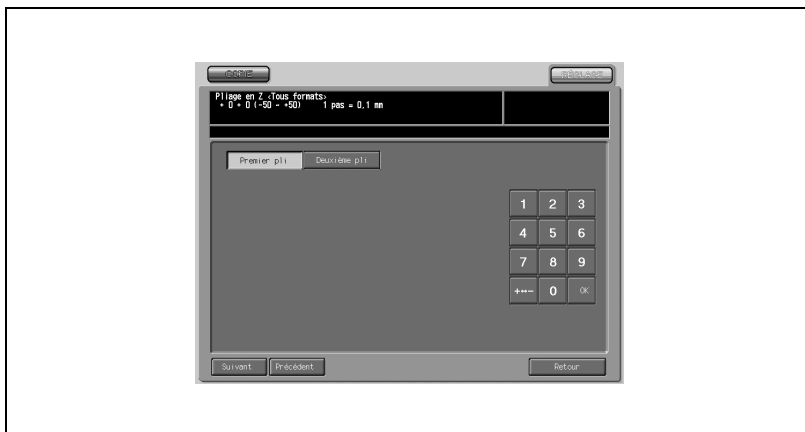 COPIE
RÉGLAGE
Pliage en Z <Tous formats>
+ 0 + 0 (-50 - +50) 1 pas = 0,1 mm
Premier pli Deuxième pli
1 2 3
4 5 6
7 8 9
+↔- 0 OK
Suivant Précédent Retour